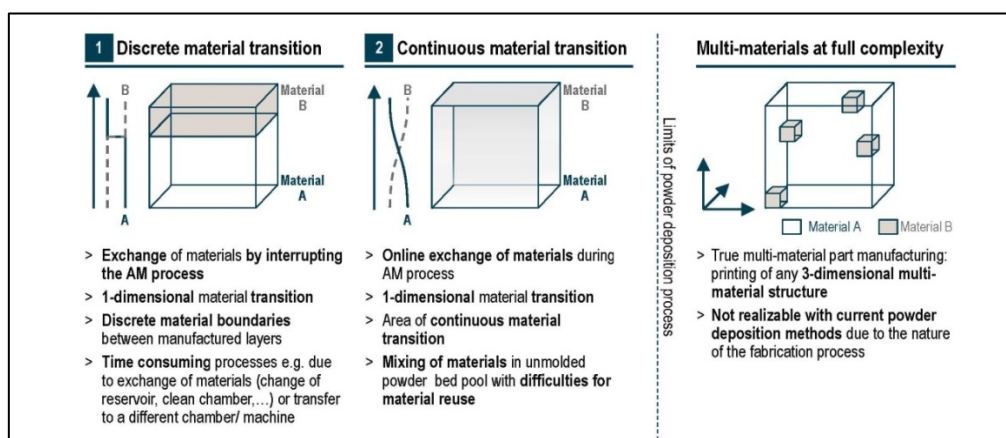 1 Discrete material transition
B
Material
B
Material
A
A
> Exchange of materials by interrupting
the AM process
> 1-dimensional material transition
> Discrete material boundaries
between manufactured layers
> Time consuming processes e.g. due
to exchange of materials (change of
reservoir, clean chamber,...) or transfer
to a different chamber/ machine
2 Continuous material transition
B
Material
B
Material
A
A
> Online exchange of materials during
AM process
> 1-dimensional material transition
> Area of continuous material
transition
> Mixing of materials in unmolded
powder bed pool with difficulties for
material reuse
Limits of powder deposition process
Multi-materials at full complexity
Material A Material B
> True multi-material part manufacturing:
printing of any 3-dimensional multi-
material structure
> Not realizable with current powder
deposition methods due to the nature
of the fabrication process